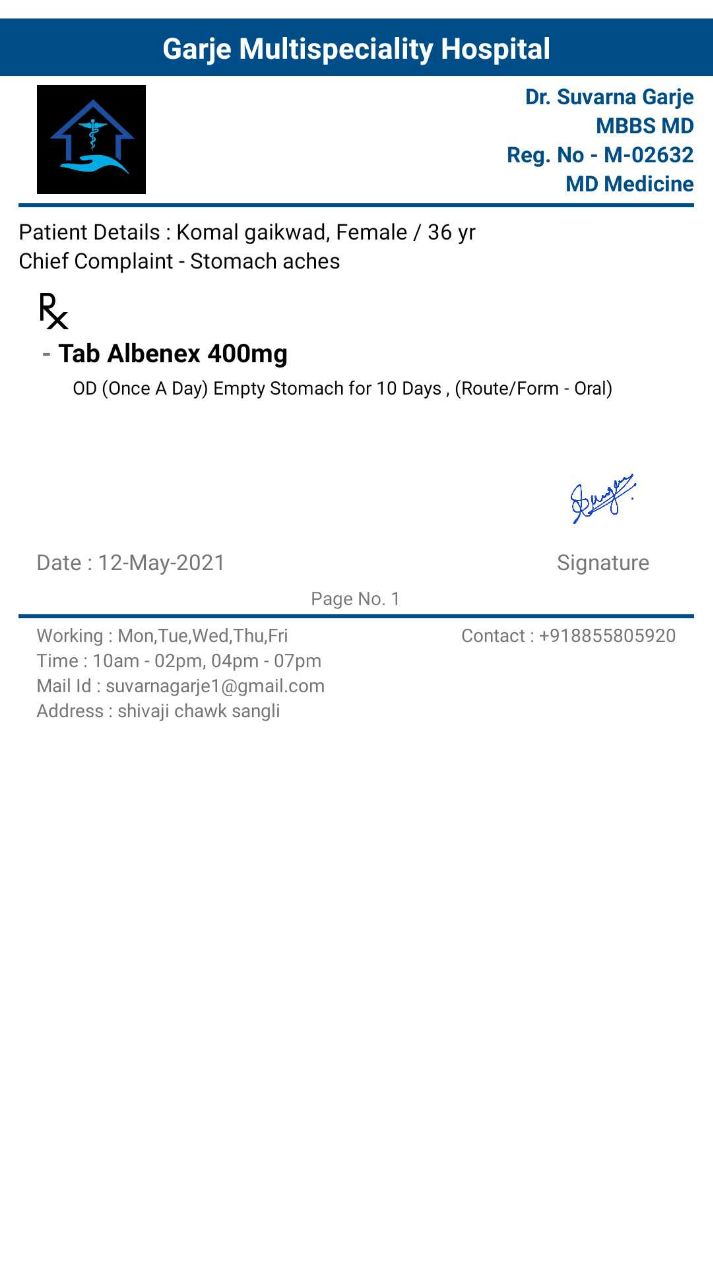 Garje Multispeciality Hospital
Dr. Suvarna Garje
MBBS MD
Reg. No - M-02632
MD Medicine
Patient Details : Komal gaikwad, Female / 36 yr
Chief Complaint - Stomach aches
Rx
- Tab Albenex 400mg
OD (Once A Day) Empty Stomach for 10 Days , (Route/Form - Oral)
Date : 12-May-2021
Signature
Page No. 1
Working : Mon,Tue,Wed,Thu,Fri
Contact : +918855805920
Time : 10am - 02pm, 04pm - 07pm
Mail Id : suvarnagarje1@gmail.com
Address : shivaji chawk sangli